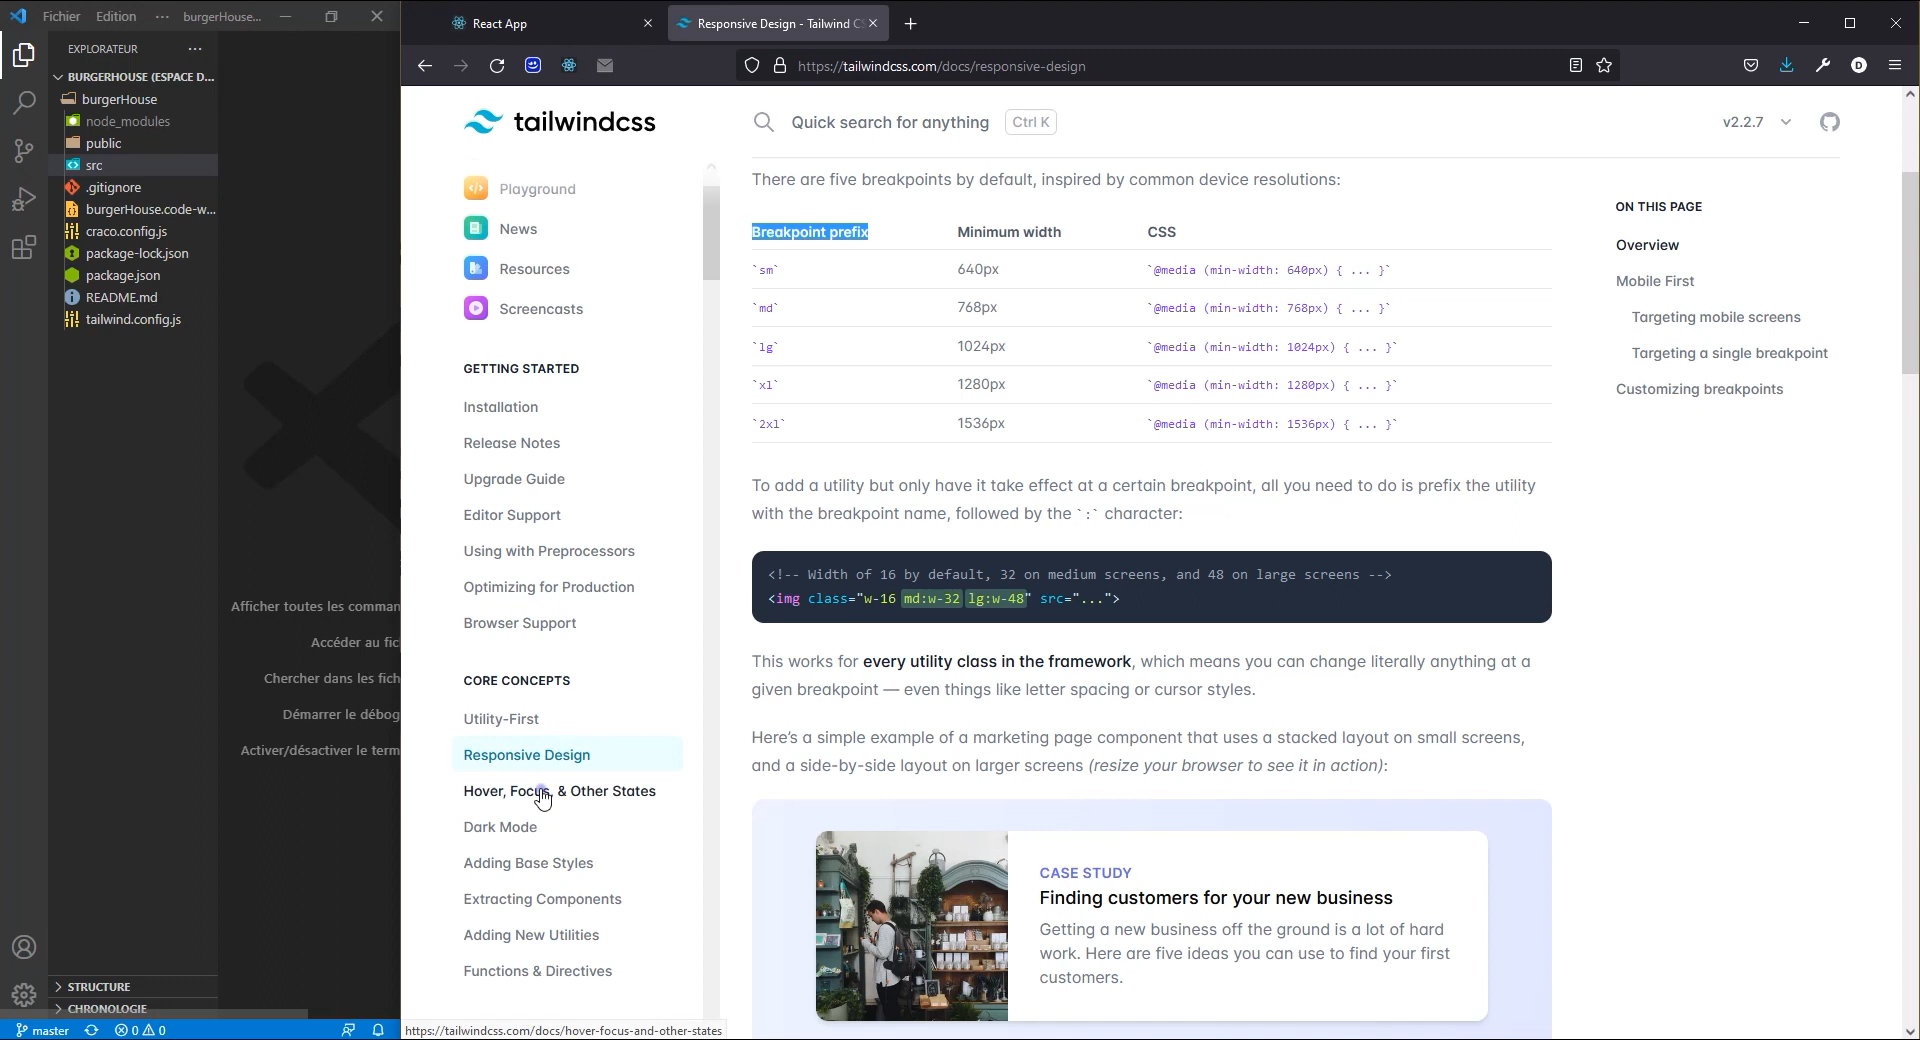 Fichier Edition ··· burgerHouse...
EXPLORATEUR ···
BURGERHOUSE (ESPACE D...
burgerHouse
node_modules
public
src
.gitignore
burgerHouse.code-w...
craco.config.js
package-lock.json
package.json
README.md
tailwind.config.js
Afficher toutes les comman
Accéder au fic
Chercher dans les fich
Démarrer le débog
Activer/désactiver le term
STRUCTURE
CHRONOLOGIE
master 0 0
React App
Responsive Design - Tailwind C
https://tailwindcss.com/docs/responsive-design
D
tailwindcss
Quick search for anything Ctrl K
v2.2.7
Playground
News
Resources
Screencasts
GETTING STARTED
Installation
Release Notes
Upgrade Guide
Editor Support
Using with Preprocessors
Optimizing for Production
Browser Support
CORE CONCEPTS
Utility-First
Responsive Design
Hover, Focus, & Other States
Dark Mode
Adding Base Styles
Extracting Components
Adding New Utilities
Functions & Directives
https://tailwindcss.com/docs/hover-focus-and-other-states
There are five breakpoints by default, inspired by common device resolutions:
Breakpoint prefix Minimum width CSS
`sm` 640px `@media (min-width: 640px) { ... }`
`md` 768px `@media (min-width: 768px) { ... }`
`lg` 1024px `@media (min-width: 1024px) { ... }`
`xl` 1280px `@media (min-width: 1280px) { ... }`
`2xl` 1536px `@media (min-width: 1536px) { ... }`
To add a utility but only have it take effect at a certain breakpoint, all you need to do is prefix the utility
with the breakpoint name, followed by the `:` character:
<!-- Width of 16 by default, 32 on medium screens, and 48 on large screens -->
<img class="w-16 md:w-32 lg:w-48" src="...">
This works for every utility class in the framework, which means you can change literally anything at a
given breakpoint — even things like letter spacing or cursor styles.
Here's a simple example of a marketing page component that uses a stacked layout on small screens,
and a side-by-side layout on larger screens (resize your browser to see it in action):
CASE STUDY
Finding customers for your new business
Getting a new business off the ground is a lot of hard
work. Here are five ideas you can use to find your first
customers.
ON THIS PAGE
Overview
Mobile First
Targeting mobile screens
Targeting a single breakpoint
Customizing breakpoints